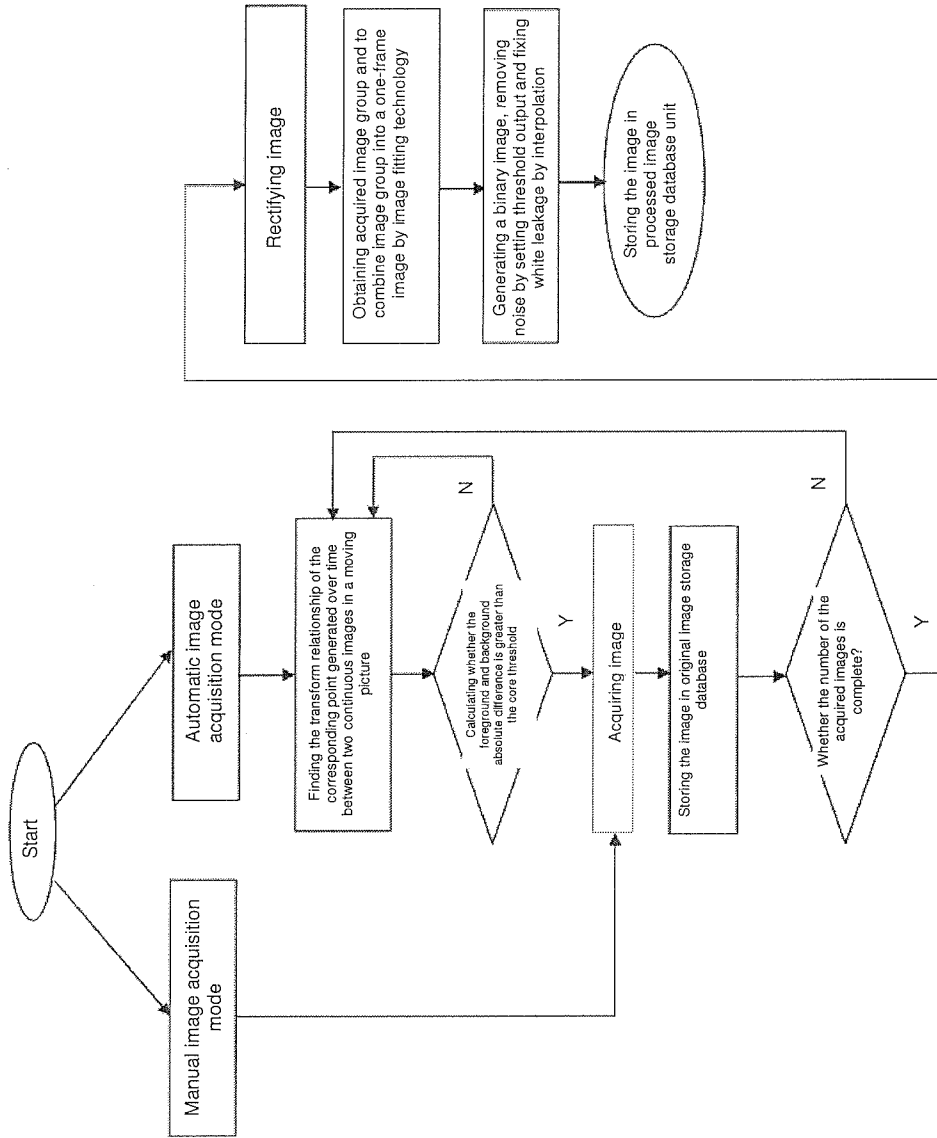 Start
Manual image acquisition
mode
Automatic image
acquisition mode
Finding the transform relationship of the
corresponding point generated over time
between two continuous images in a moving
picture
Calculating whether the
foreground and background
absolute difference is greater than
the core threshold
N
Y
Acquiring image
Storing the image in original image storage
database
Whether the number of the
acquired images is
complete?
N
Y
Rectifying image
Obtaining acquired image group and to
combine image group into a one-frame
image by image fitting technology
Generating a binary image, removing
noise by setting threshold output and fixing
white leakage by interpolation
Storing the image in
processed image
storage database unit